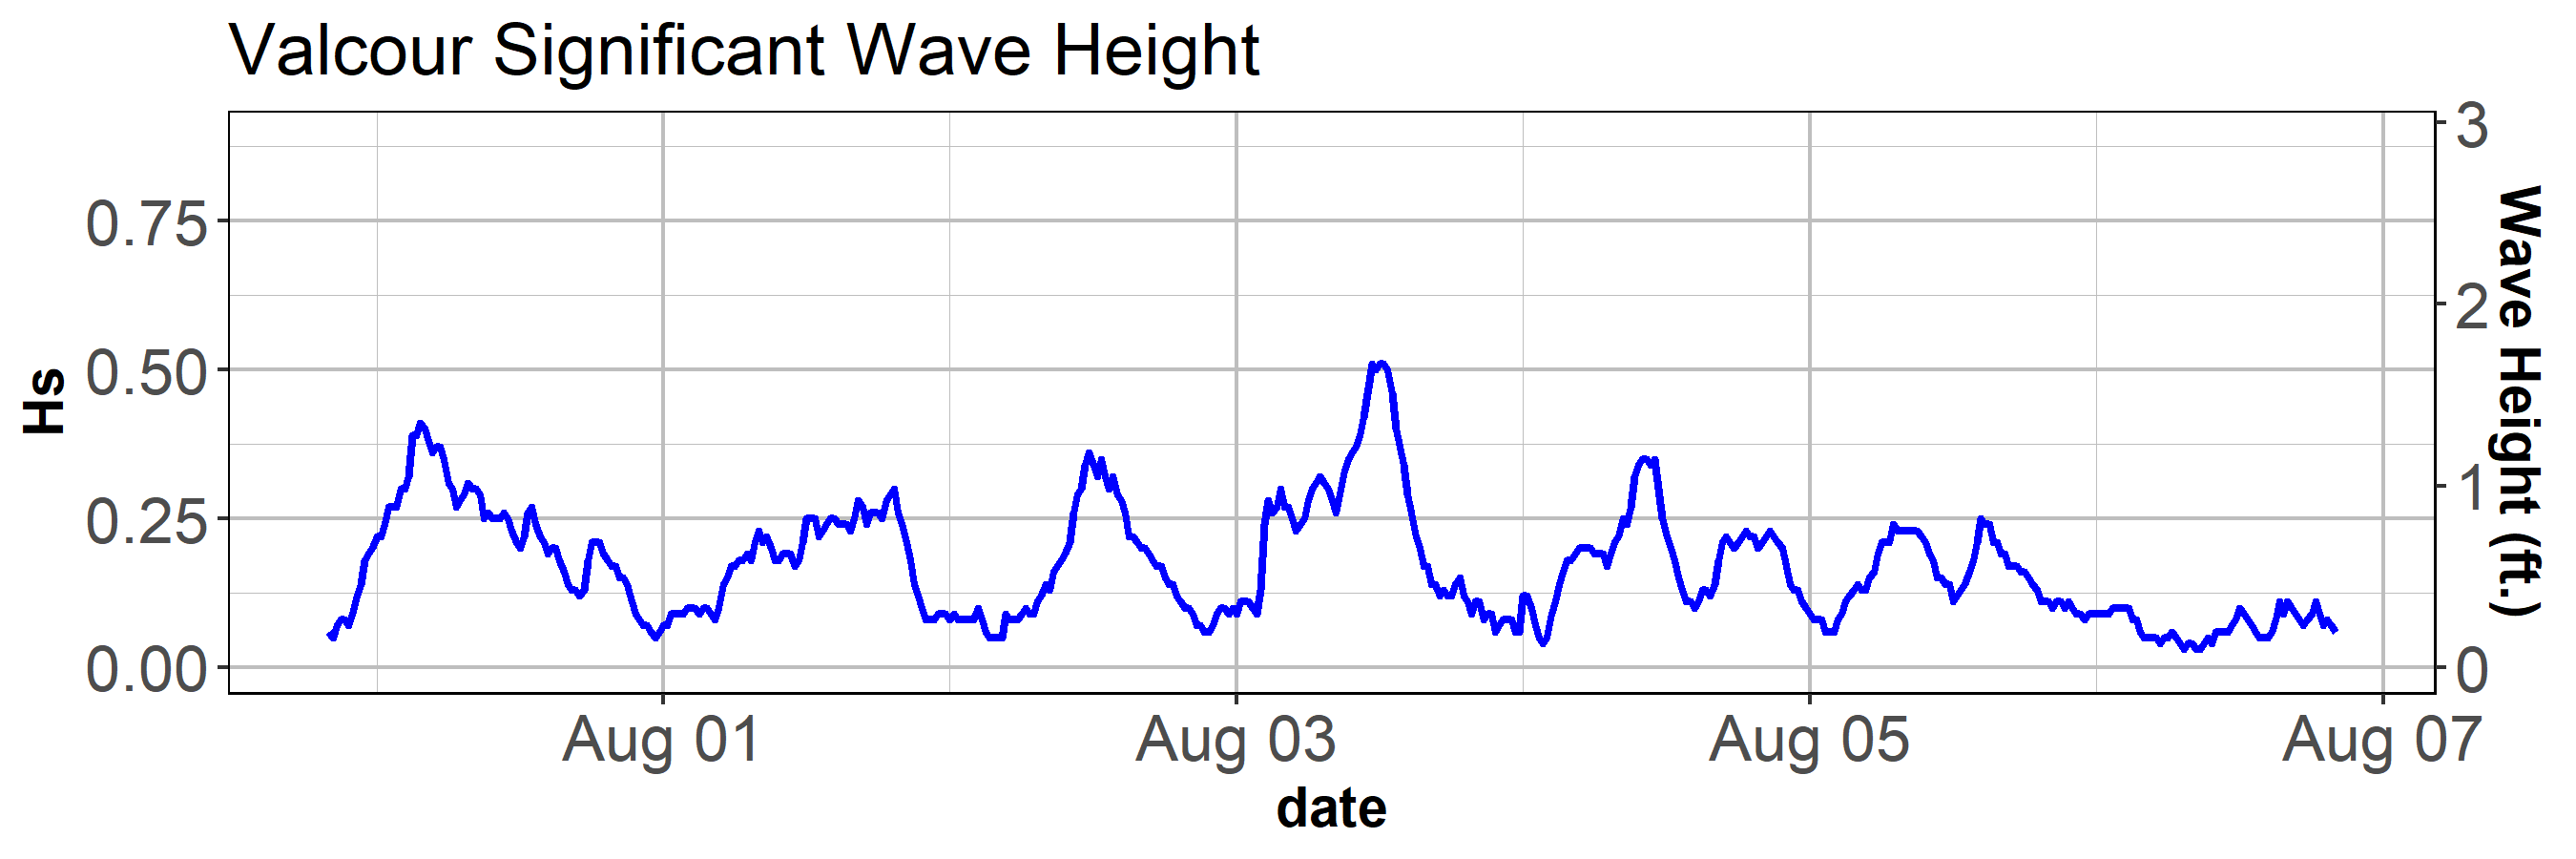 Valcour Significant Wave Height
Hs
0.75
0.50
0.25
0.00
3
2
1
0
Wave Height (ft.)
Aug 01
Aug 03
Aug 05
Aug 07
date